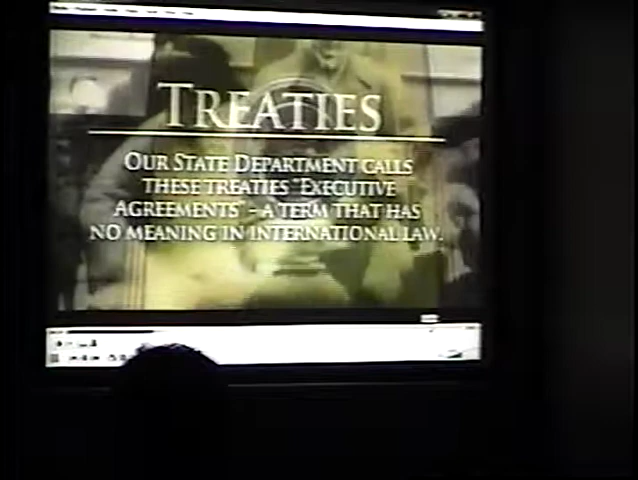 TREATIES
OUR STATE DEPARTMENT CALLS
THESE TREATIES "EXECUTIVE
AGREEMENTS" - A TERM THAT HAS
NO MEANING IN INTERNATIONAL LAW.